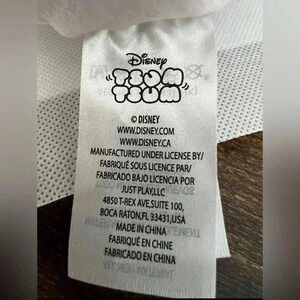 Disney
TSUM
TSUM
© DISNEY
WWW.DISNEY.COM
WWW.DISNEY.CA
MANUFACTURED UNDER LICENSE BY/
FABRIQUÉ SOUS LICENCE PAR/
FABRICADO BAJO LICENCIA POR
JUST PLAY,LLC
4850 T-REX AVE,SUITE 100,
BOCA RATON,FL 33431,USA
MADE IN CHINA
FABRIQUÉ EN CHINE
FABRICADO EN CHINA